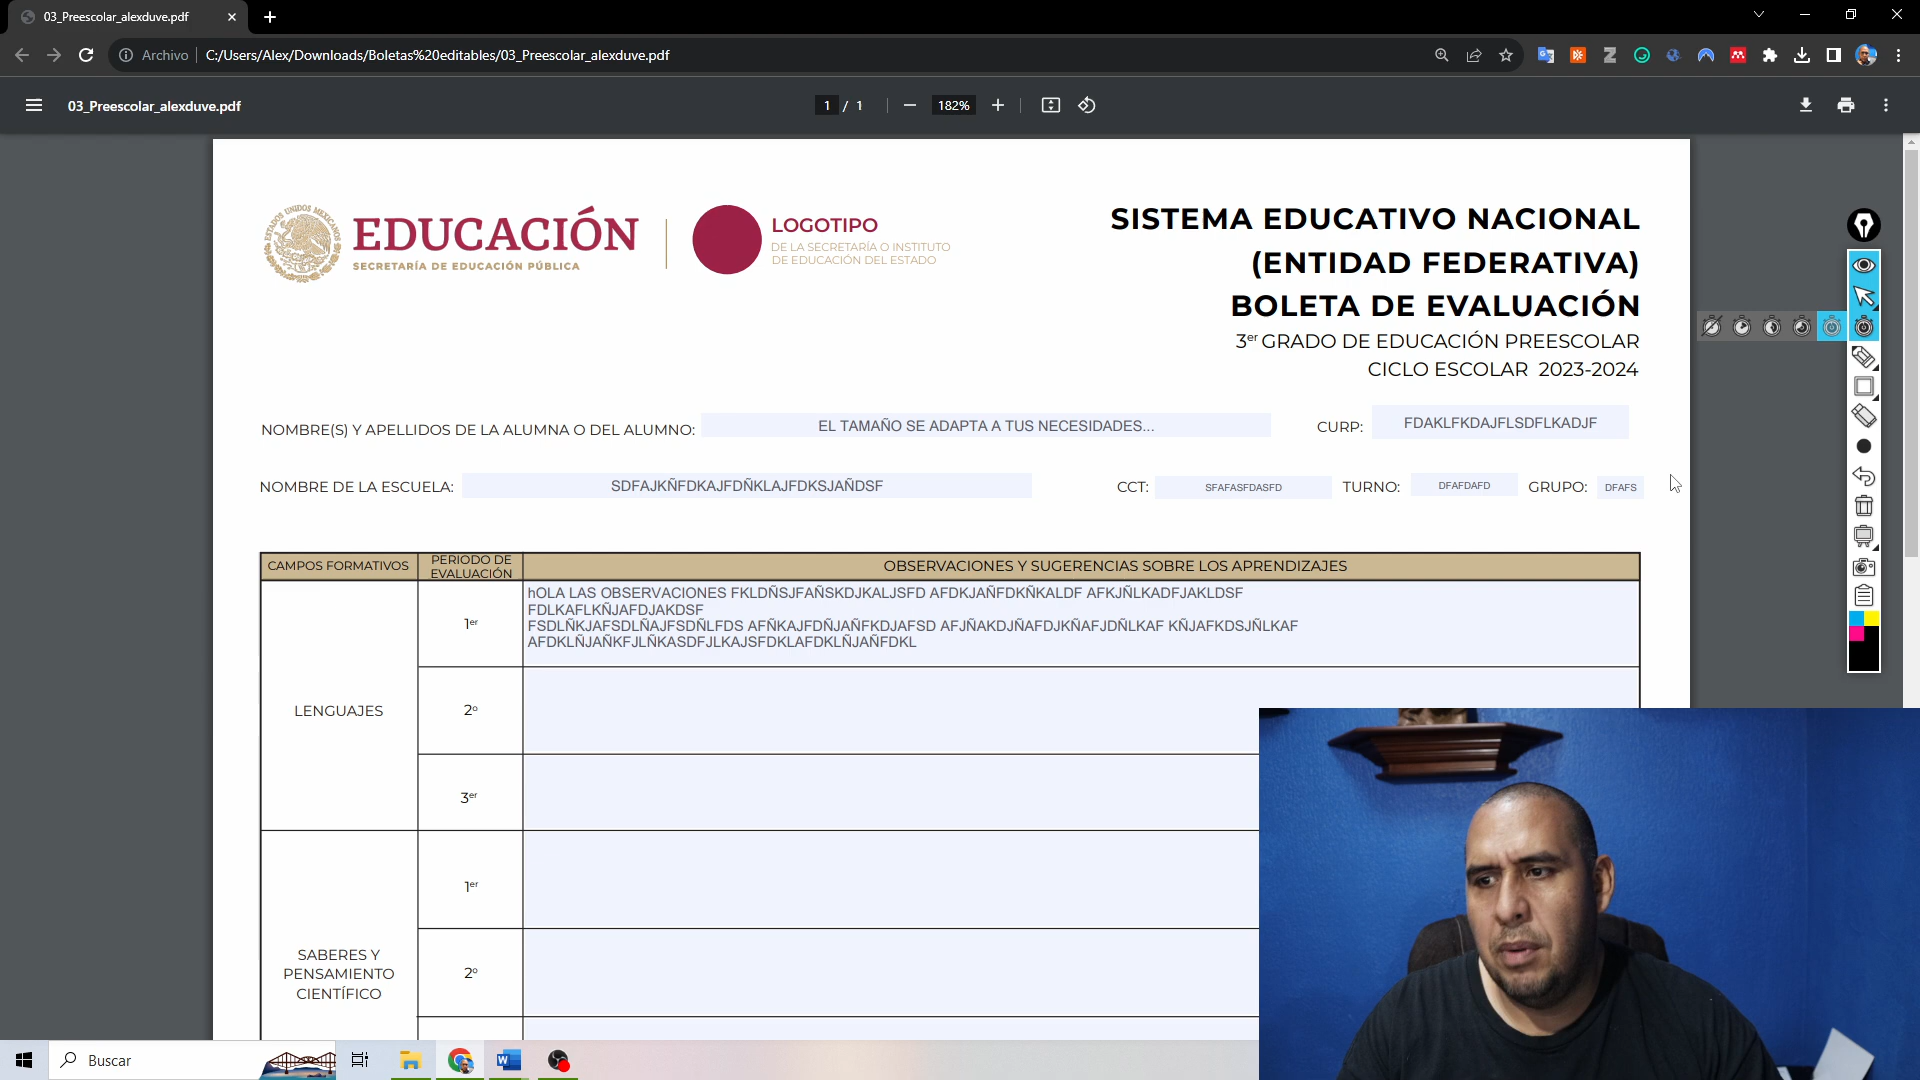 03_Preescolar_alexduve.pdf
Archivo
C:/Users/Alex/Downloads/Boletas%20editables/03_Preescolar_alexduve.pdf
03_Preescolar_alexduve.pdf
1 / 1
182%
ESTADOS UNIDOS MEXICANOS
EDUCACIÓN
SECRETARÍA DE EDUCACIÓN PÚBLICA
LOGOTIPO
DE LA SECRETARÍA O INSTITUTO
DE EDUCACIÓN DEL ESTADO
SISTEMA EDUCATIVO NACIONAL
(ENTIDAD FEDERATIVA)
BOLETA DE EVALUACIÓN
3er GRADO DE EDUCACIÓN PREESCOLAR
CICLO ESCOLAR 2023-2024
NOMBRE(S) Y APELLIDOS DE LA ALUMNA O DEL ALUMNO: EL TAMAÑO SE ADAPTA A TUS NECESIDADES...
CURP: FDAKLFKDAJFLSDFLKADJF
NOMBRE DE LA ESCUELA: SDFAJKÑFDKAJFDÑKLAJFDKSJAÑDSF
CCT: SFAFASFDASFD TURNO: DFAFDAFD GRUPO: DFAFS
CAMPOS FORMATIVOS
PERIODO DE
EVALUACIÓN
OBSERVACIONES Y SUGERENCIAS SOBRE LOS APRENDIZAJES
LENGUAJES
1er
hOLA LAS OBSERVACIONES FKLDÑSJFAÑSKDJKALJSFD AFDKJAÑFDKÑKALDF AFKJÑLKADFJAKLDSF
FDLKAFLKÑJAFDJAKDSF
FSDLÑKJAFSDLÑAJFSDÑLFDS AFÑKAJFDÑJAÑFKDJAFSD AFJÑAKDJÑAFDJKÑAFJDÑLKAF KÑJAFKDSJÑLKAF
AFDKLÑJAÑKFJLÑKASDFJLKAJSFDKLAFDKLÑJAÑFDKL
2º
3er
SABERES Y
PENSAMIENTO
CIENTÍFICO
1er
2º
Buscar